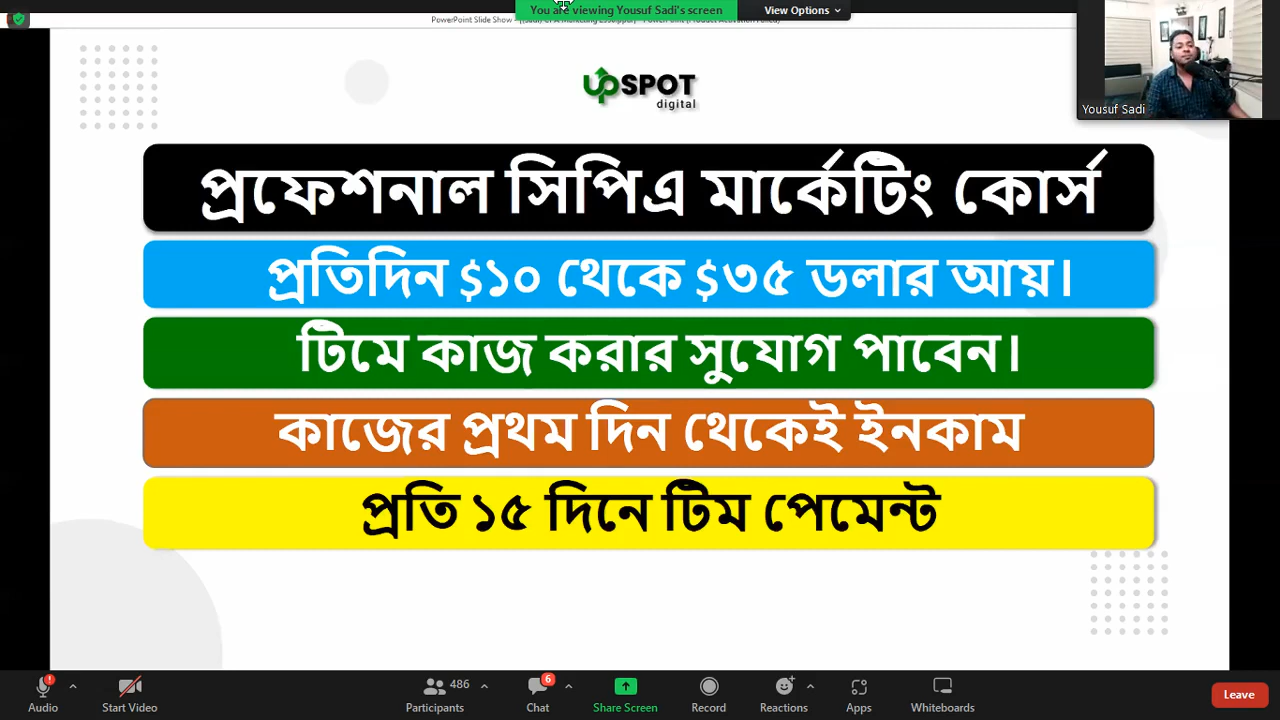 You are viewing Yousuf Sadi's screen
View Options
UPSPOT
digital
Yousuf Sadi
প্রফেশনাল সিপিএ মার্কেটিং কোর্স
প্রতিদিন $১০ থেকে $৩৫ ডলার আয়।
টিমে কাজ করার সুযোগ পাবেন।
কাজের প্রথম দিন থেকেই ইনকাম
প্রতি ১৫ দিনে টিম পেমেন্ট
Audio
Start Video
486
Participants
6
Chat
Share Screen
Record
Reactions
Apps
Whiteboards
Leave